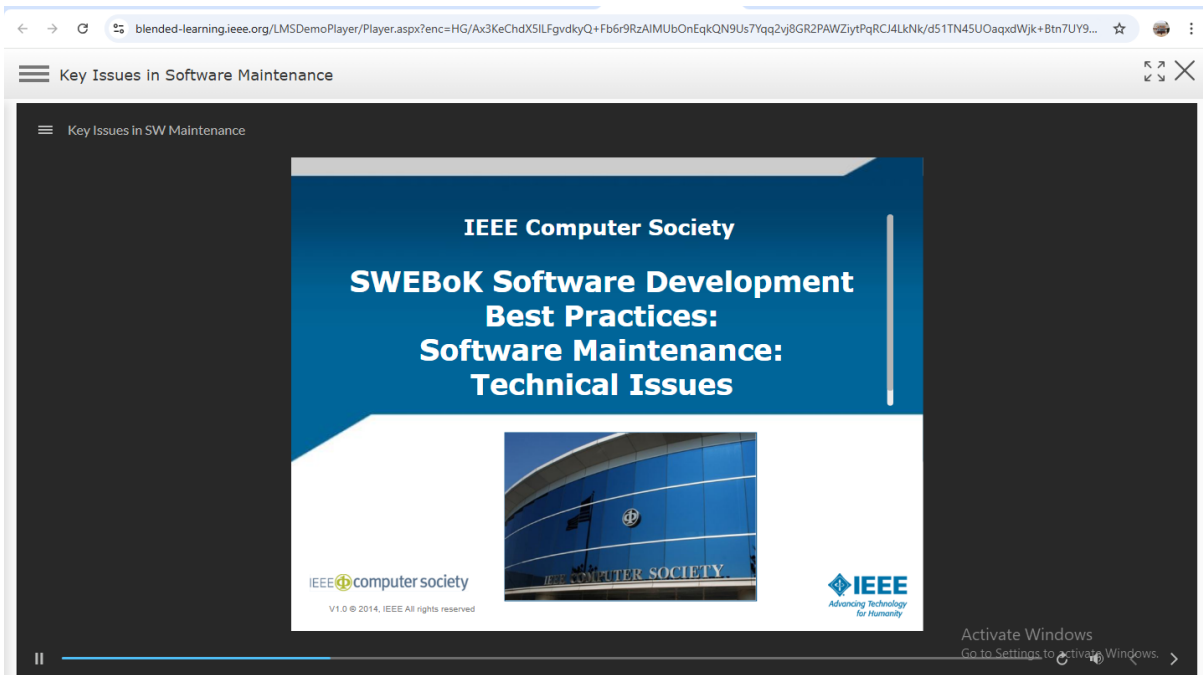 blended-learning.ieee.org/LMSDemoPlayer/Player.aspx?enc=HG/Ax3KeChdX5ILFgvdkyQ+Fb6r9RzAIMUbOnEqkQN9Us7Yqq2vj8GR2PAWZiytPqRCJ4LkNk/d51TN45UOaqxdWjk+Btn7UY9...
Key Issues in Software Maintenance
Key Issues in SW Maintenance
IEEE Computer Society
SWEBoK Software Development
Best Practices:
Software Maintenance:
Technical Issues
IEEE COMPUTER SOCIETY
IEEE computer society
V1.0 © 2014, IEEE All rights reserved
IEEE
Advancing Technology
for Humanity
Activate Windows
Go to Settings to activate Windows.